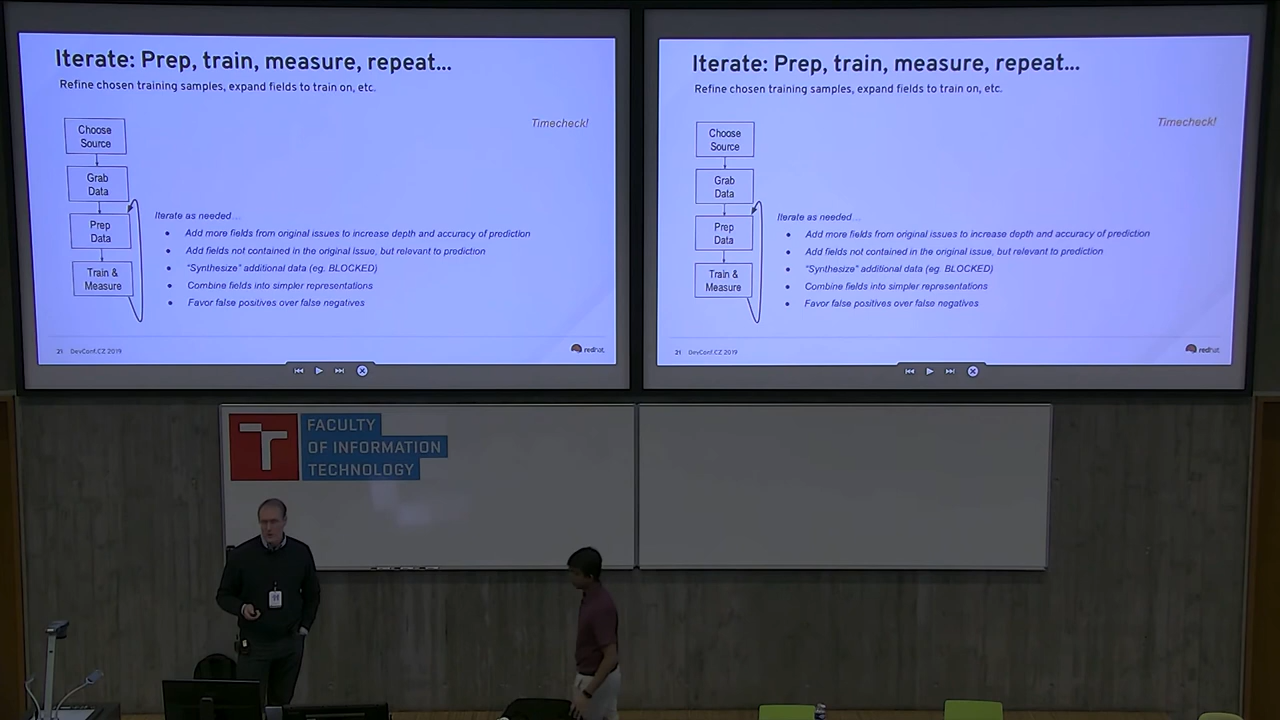 Iterate: Prep, train, measure, repeat...
Refine chosen training samples, expand fields to train on, etc.
Timecheck!
Choose
Source
Grab
Data
Prep
Data
Train &
Measure
Iterate as needed...
Add more fields from original issues to increase depth and accuracy of prediction
Add fields not contained in the original issue, but relevant to prediction
“Synthesize” additional data (eg. BLOCKED)
Combine fields into simpler representations
Favor false positives over false negatives
21 DevConf.CZ 2019
redhat.
Iterate: Prep, train, measure, repeat...
Refine chosen training samples, expand fields to train on, etc.
Timecheck!
Choose
Source
Grab
Data
Prep
Data
Train &
Measure
Iterate as needed...
Add more fields from original issues to increase depth and accuracy of prediction
Add fields not contained in the original issue, but relevant to prediction
“Synthesize” additional data (eg. BLOCKED)
Combine fields into simpler representations
Favor false positives over false negatives
21 DevConf.CZ 2019
redhat.
T
FACULTY
OF INFORMATION
TECHNOLOGY